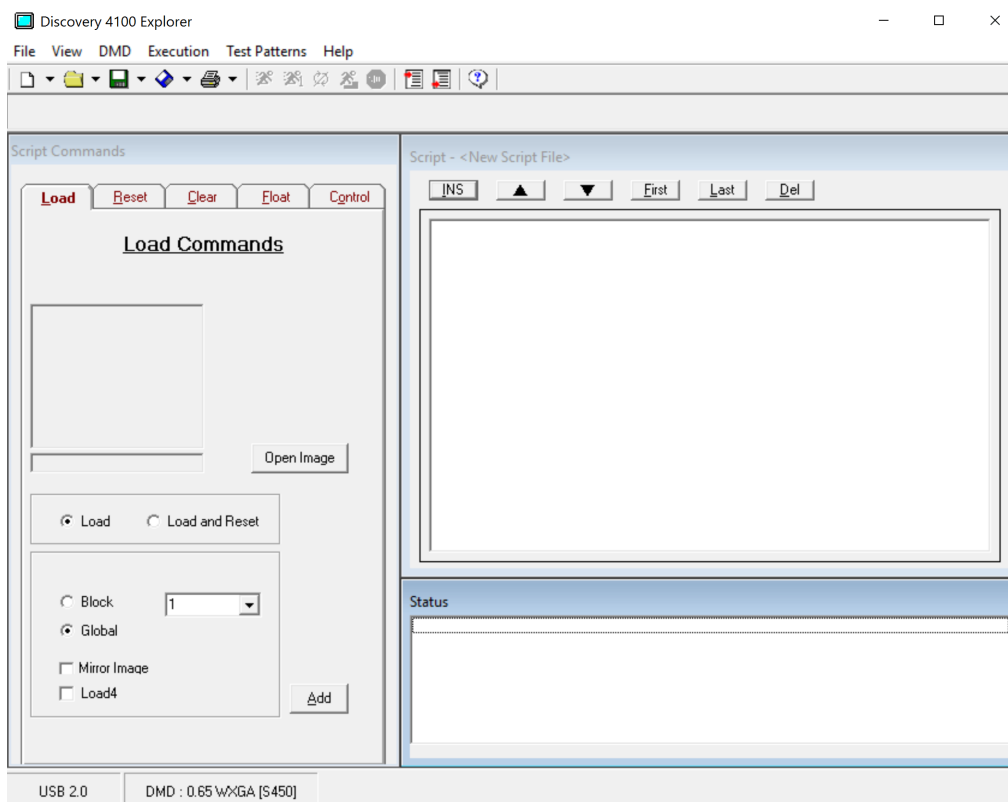 Discovery 4100 Explorer
File View DMD Execution Test Patterns Help
Script Commands
Load Reset Clear Float Control
Load Commands
Open Image
Load Load and Reset
Block 1
Global
Mirror Image
Load4
Add
Script - <New Script File>
INS First Last Del
Status
USB 2.0 DMD : 0.65 WXGA [S450]